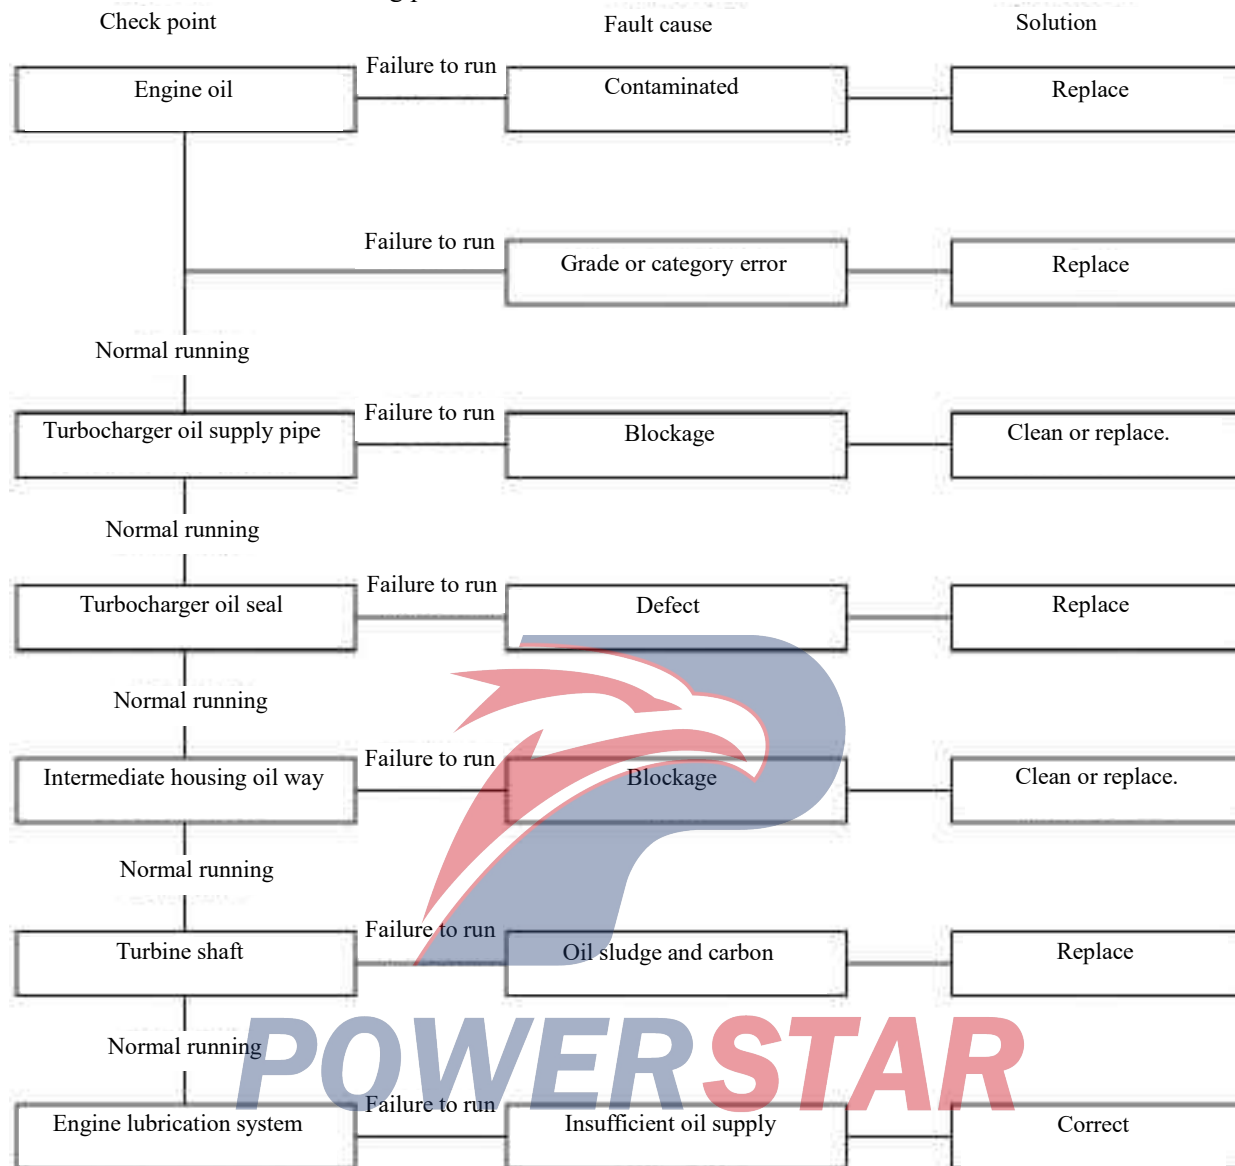 Check point
Fault cause
Solution
Failure to run
Engine oil
Contaminated
Replace
Failure to run
Grade or category error
Replace
Normal running
Failure to run
Turbocharger oil supply pipe
Blockage
Clean or replace.
Normal running
Failure to run
Turbocharger oil seal
Defect
Replace
Normal running
Failure to run
Intermediate housing oil way
Blockage
Clean or replace.
Normal running
Failure to run
Turbine shaft
Oil sludge and carbon
Replace
POWERSTAR
Normal running
Failure to run
Engine lubrication system
Insufficient oil supply
Correct